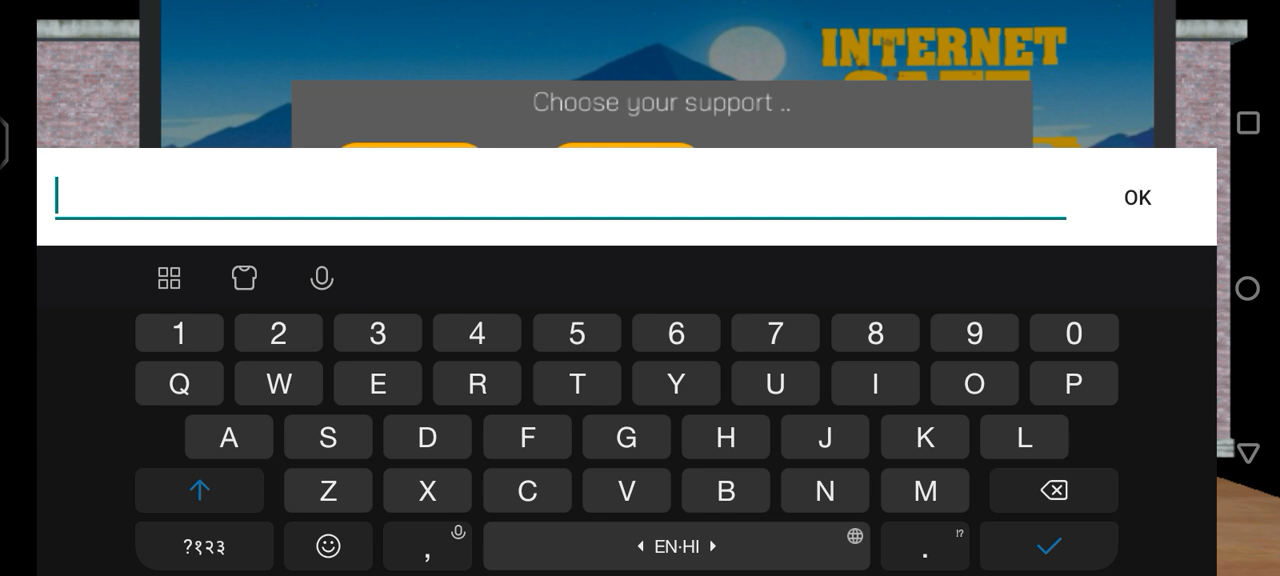 INTERNET
Choose your support ..
OK
1 2 3 4 5 6 7 8 9 0
Q W E R T Y U I O P
A S D F G H J K L
Z X C V B N M
?१२३ , EN·HI . !?